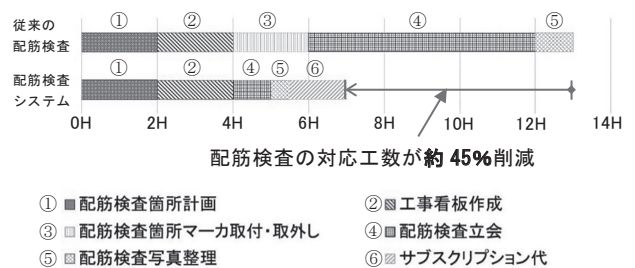 従来の
配筋検査
① ② ③ ④ ⑤
配筋検査
システム
① ② ④ ⑤ ⑥
0H 2H 4H 6H 8H 10H 12H 14H
配筋検査の対応工数が約45%削減
① 配筋検査箇所計画
② 工事看板作成
③ 配筋検査箇所マーカ取付・取外し
④ 配筋検査立会
⑤ 配筋検査写真整理
⑥ サブスクリプション代